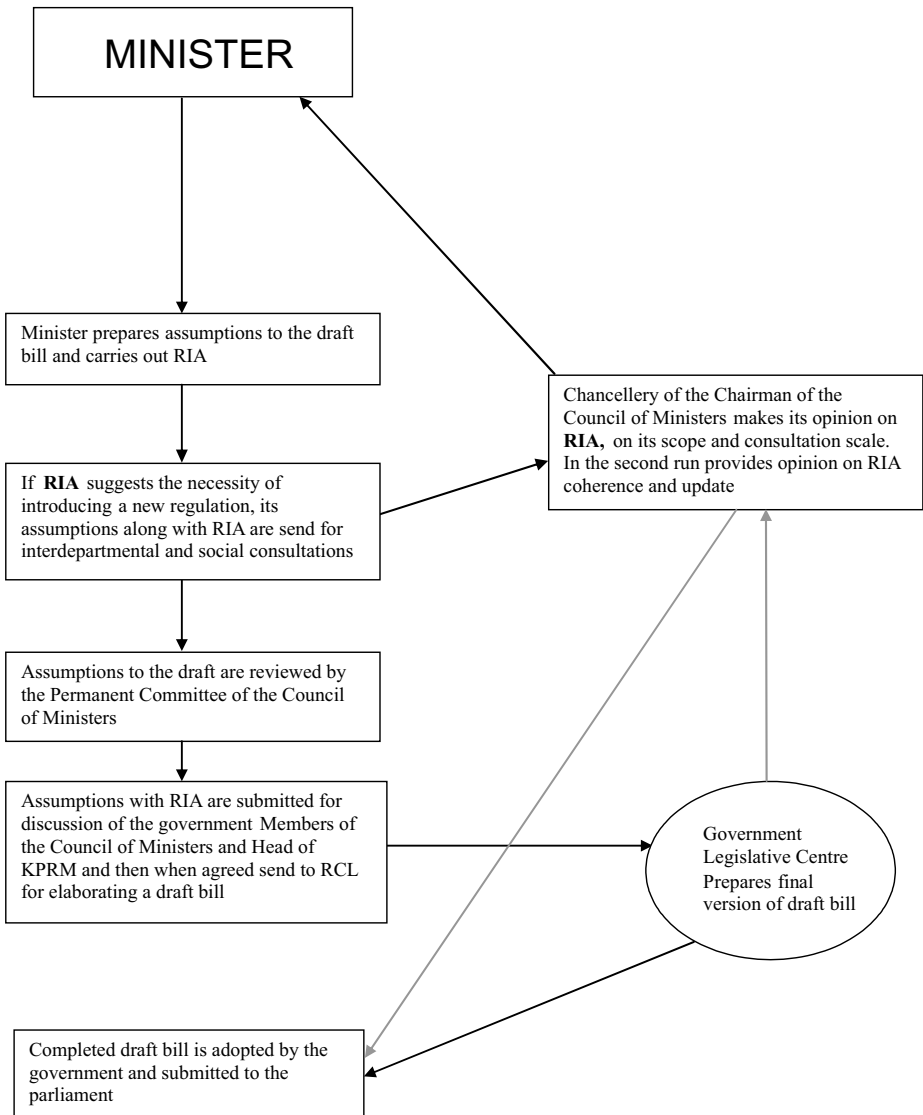 MINISTER
Minister prepares assumptions to the draft
bill and carries out RIA
Chancellery of the Chairman of the
Council of Ministers makes its opinion on
RIA, on its scope and consultation scale.
In the second run provides opinion on RIA
coherence and update
If RIA suggests the necessity of
introducing a new regulation, its
assumptions along with RIA are send for
interdepartmental and social consultations
Assumptions to the draft are reviewed by
the Permanent Committee of the Council
of Ministers
Assumptions with RIA are submitted for
discussion of the government Members of
the Council of Ministers and Head of
KPRM and then when agreed send to RCL
for elaborating a draft bill
Government
Legislative Centre
Prepares final
version of draft bill
Completed draft bill is adopted by the
government and submitted to the
parliament